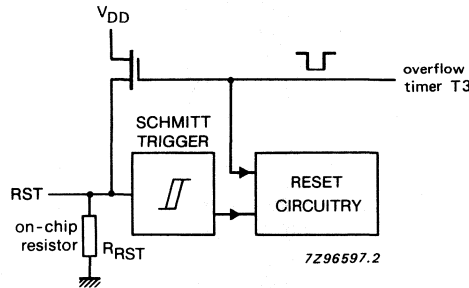 VDD
overflow
timer T3
SCHMITT
TRIGGER
RESET
CIRCUITRY
RST
on-chip
resistor
RRST
7Z96597.2